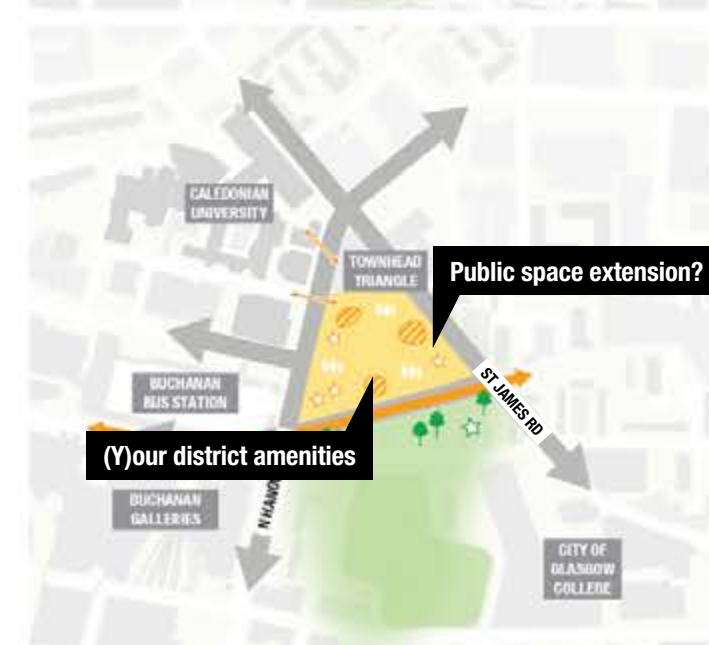 CALEDONIAN
UNIVERSITY
TOWNHEAD
TRIANGLE
Public space extension?
BUCHANAN
BUS STATION
ST JAMES RD
(Y)our district amenities
BUCHANAN
GALLERIES
N HANO
CITY OF
GLASGOW
COLLEGE